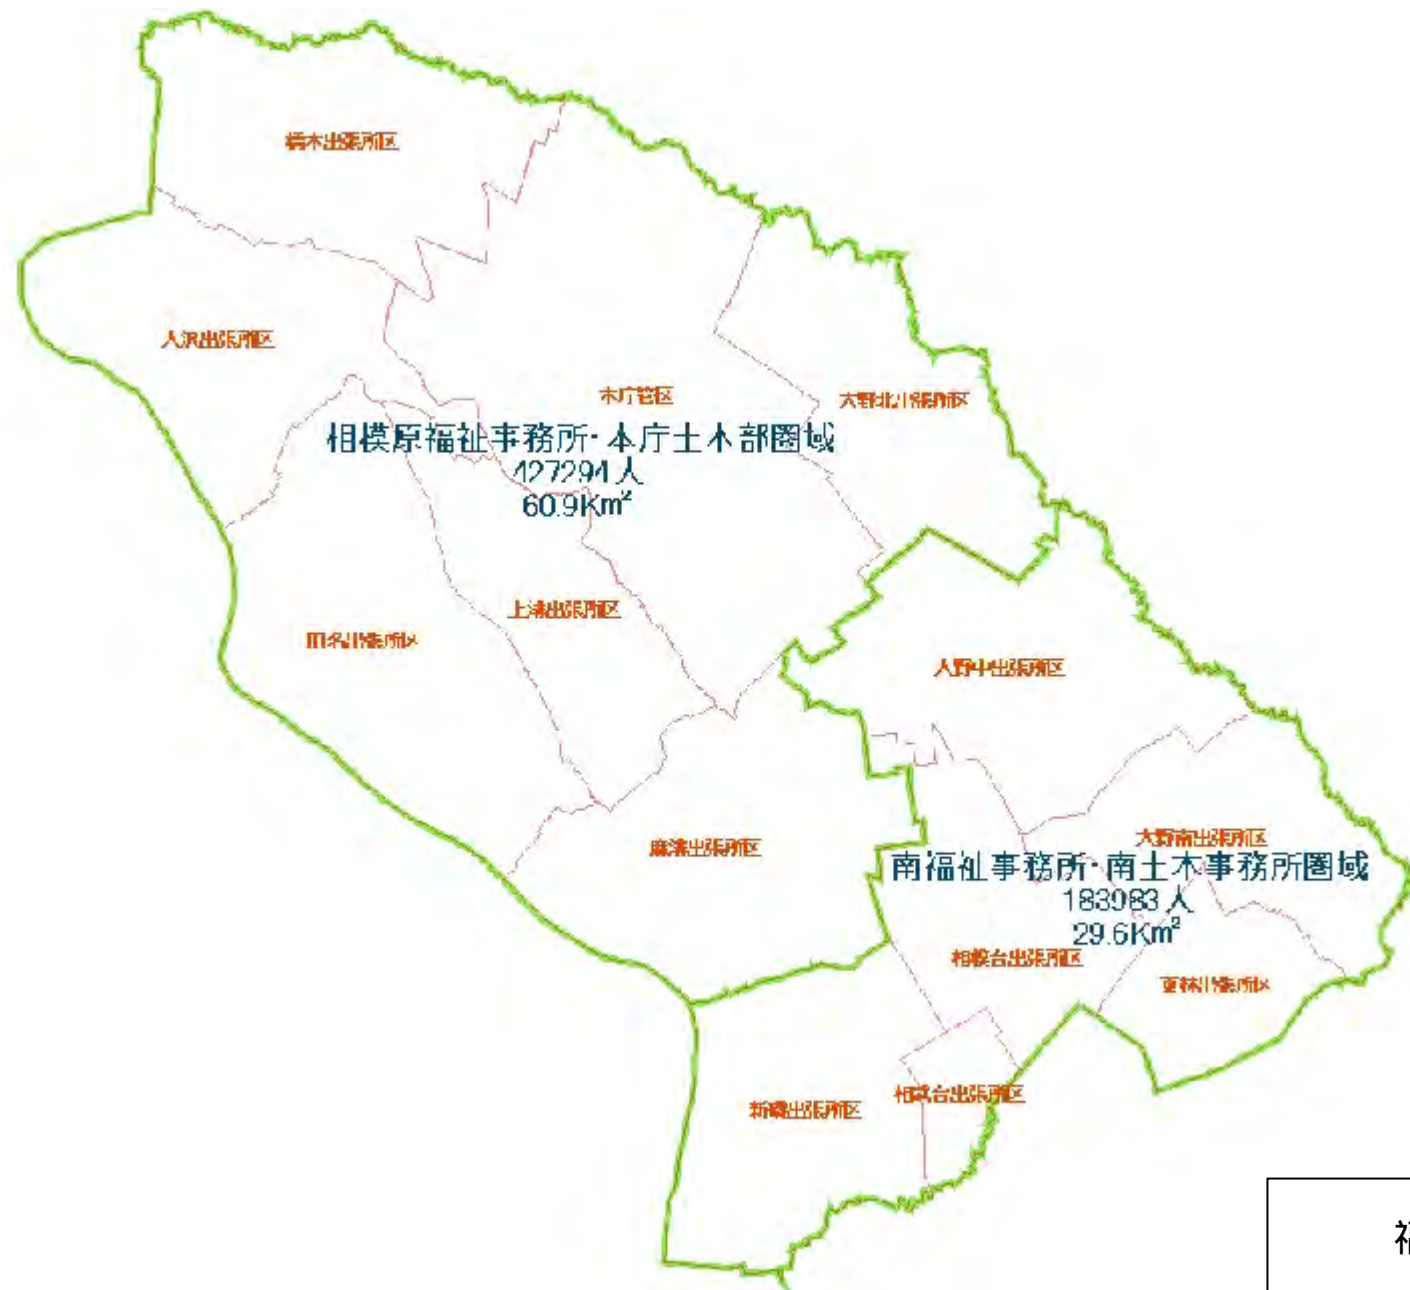 橋本出張所区
大沢出張所区
本庁管区
大野北出張所区
相模原福祉事務所・本庁土木部圏域
427294人
60.9Km²
上溝出張所区
田名出張所区
大野中出張所区
麻溝出張所区
大野南出張所区
南福祉事務所・南土木事務所圏域
183983人
29.6Km²
相模台出張所区
東林出張所区
新磯出張所区
相武台出張所区
福